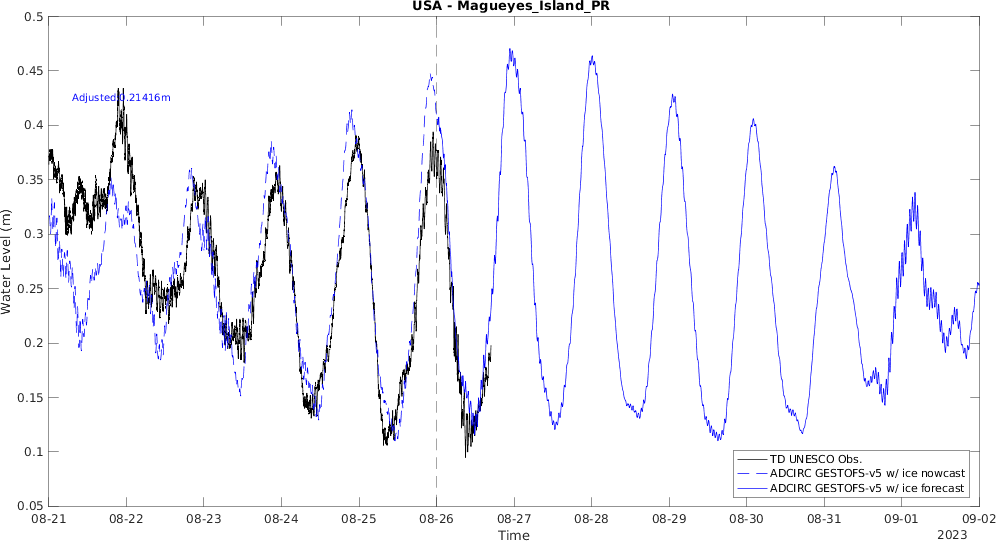 USA - Magueyes_Island_PR
0.5
0.45
0.4
0.35
0.3
0.25
0.2
0.15
0.1
0.05
Water Level (m)
Adjusted 0.21416m
TD UNESCO Obs.
ADCIRC GESTOFS-v5 w/ ice nowcast
ADCIRC GESTOFS-v5 w/ ice forecast
08-21 08-22 08-23 08-24 08-25 08-26 08-27 08-28 08-29 08-30 08-31 09-01 09-02
Time
2023